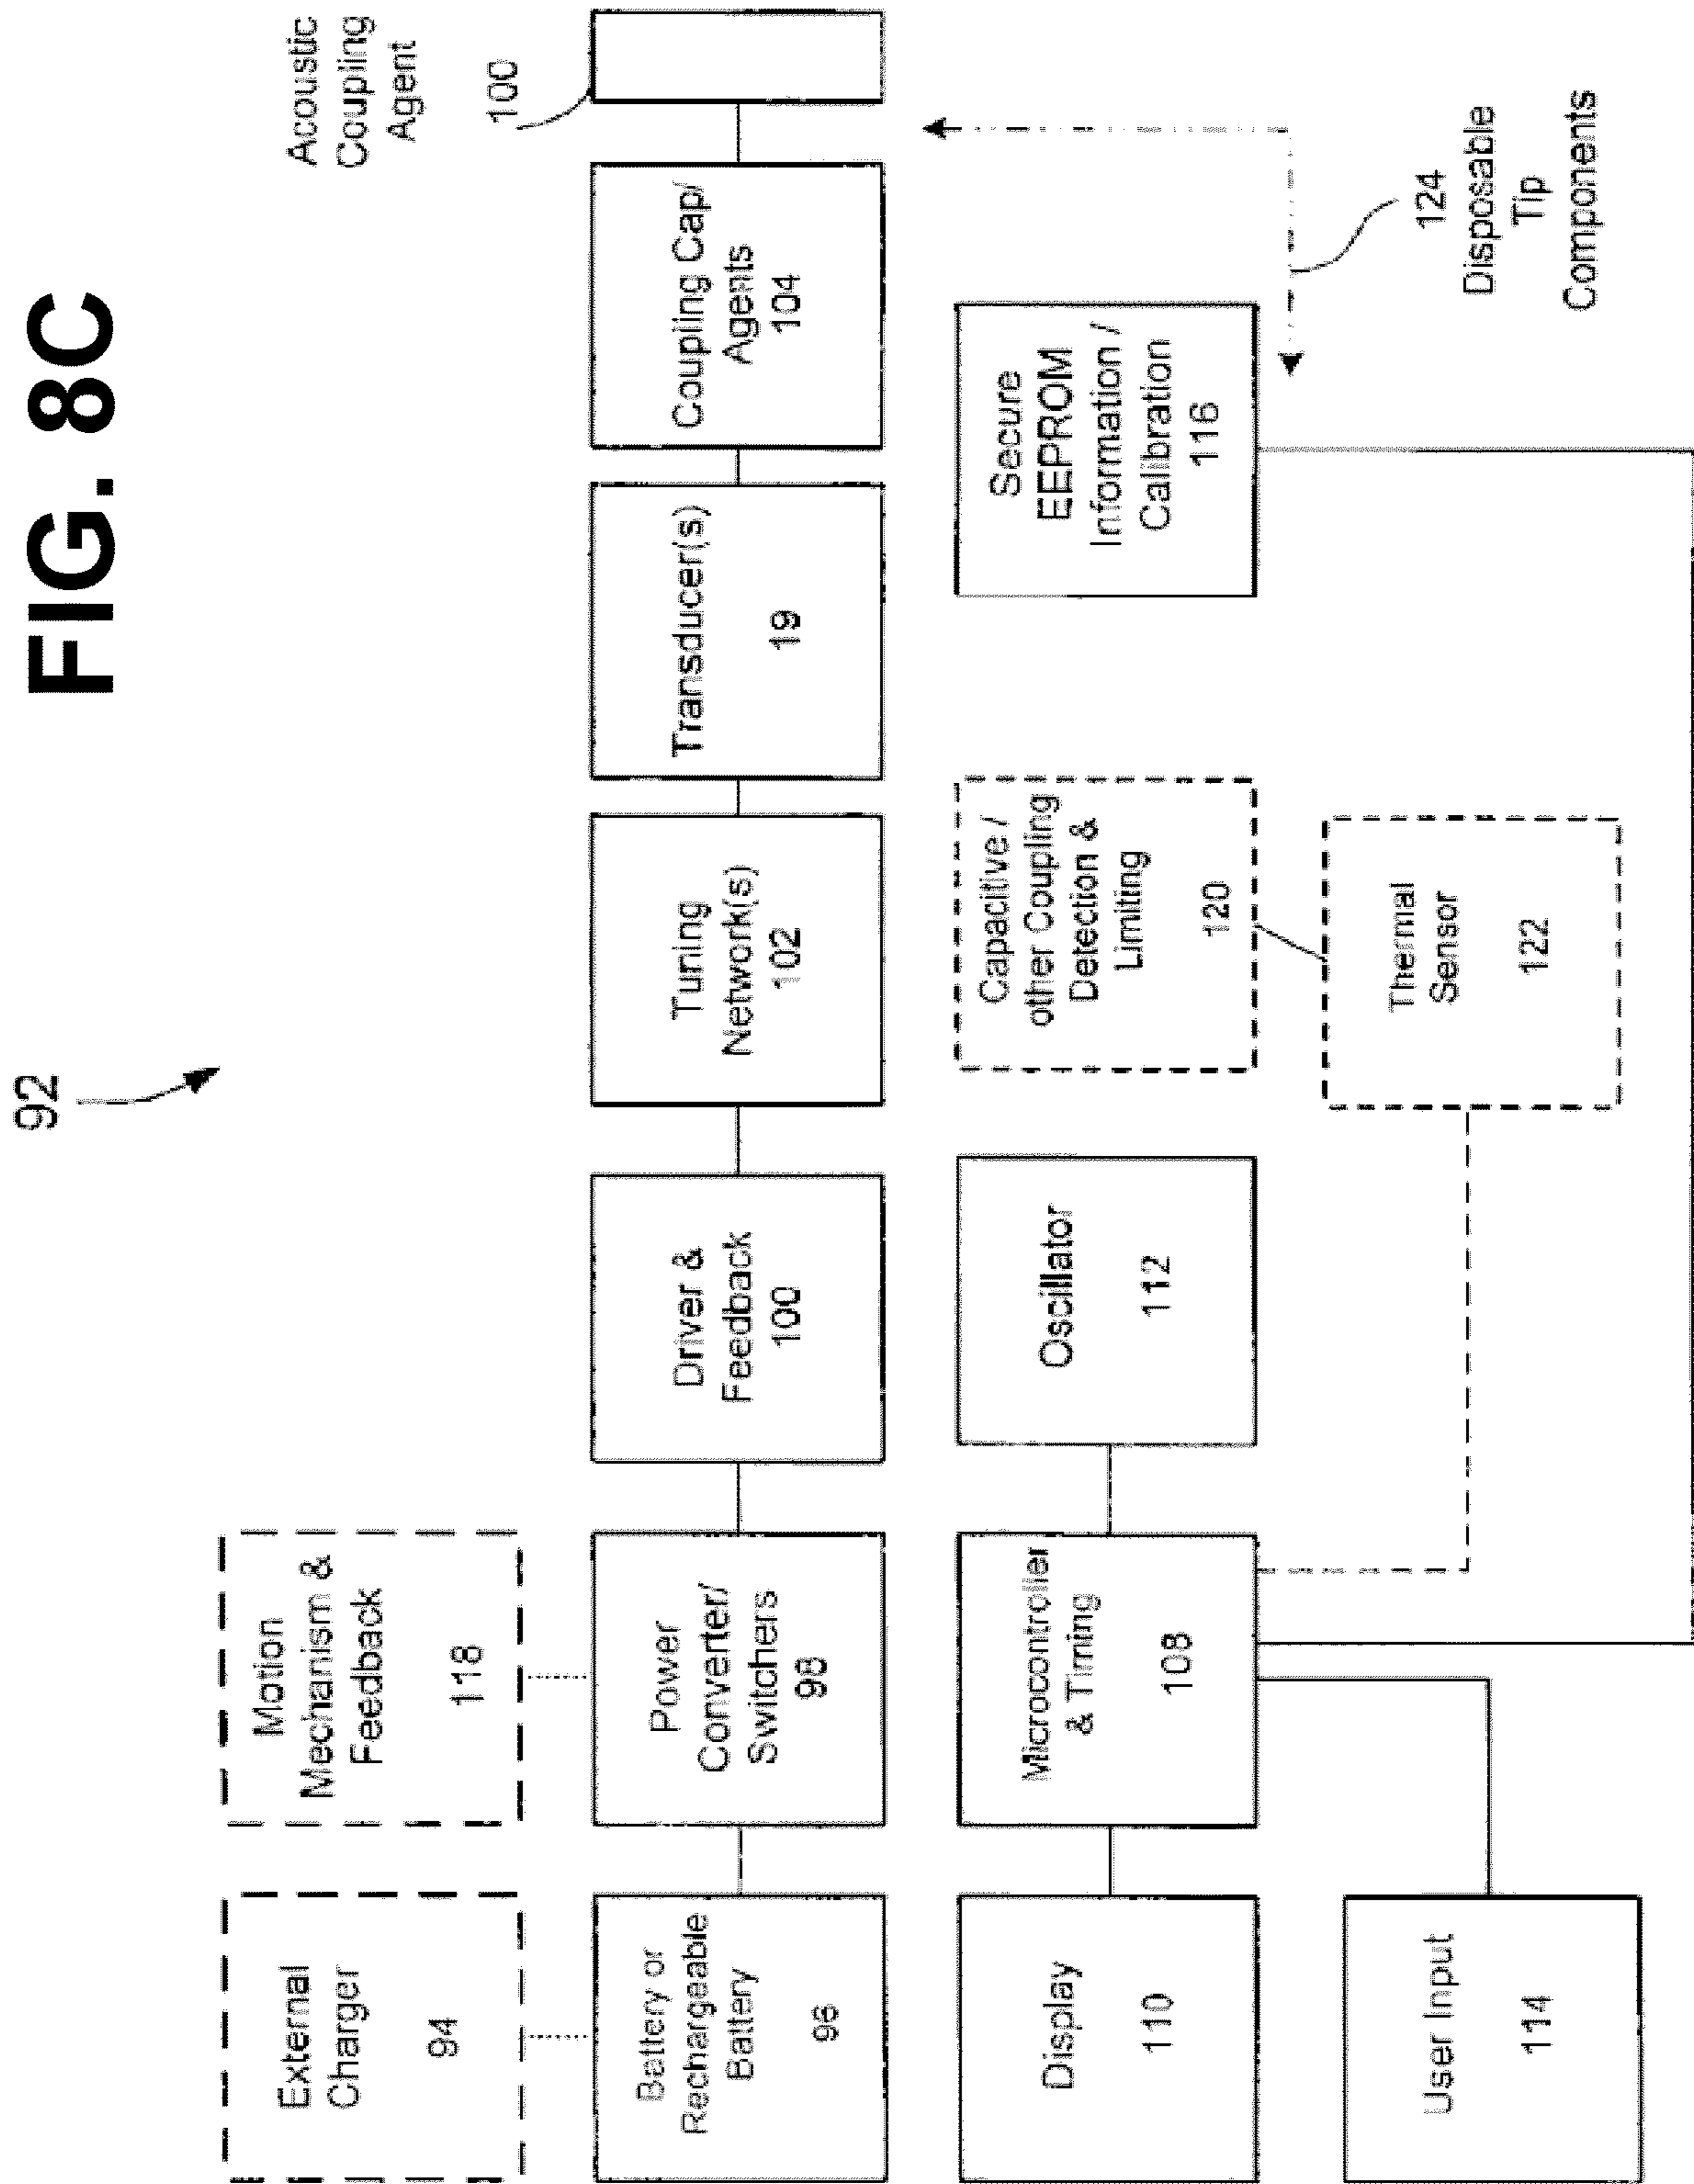 FIG. 8C
92
External
Charger
94
Motion
Mechanism &
Feedback
118
Acoustic
Coupling
Agent
100
Battery or
Rechargeable
Battery
96
Power
Converter/
Switchers
98
Driver &
Feedback
100
Tuning
Network(s)
102
Transducer(s)
19
Coupling Cap/
Agents
104
Display
110
Microcontroller
& Timing
108
Oscillator
112
Capacitive /
other Coupling
Detection &
Limiting
120
Secure
EEPROM
Information /
Calibration
116
User Input
114
Thermal
Sensor
122
124
Disposable
Tip
Components